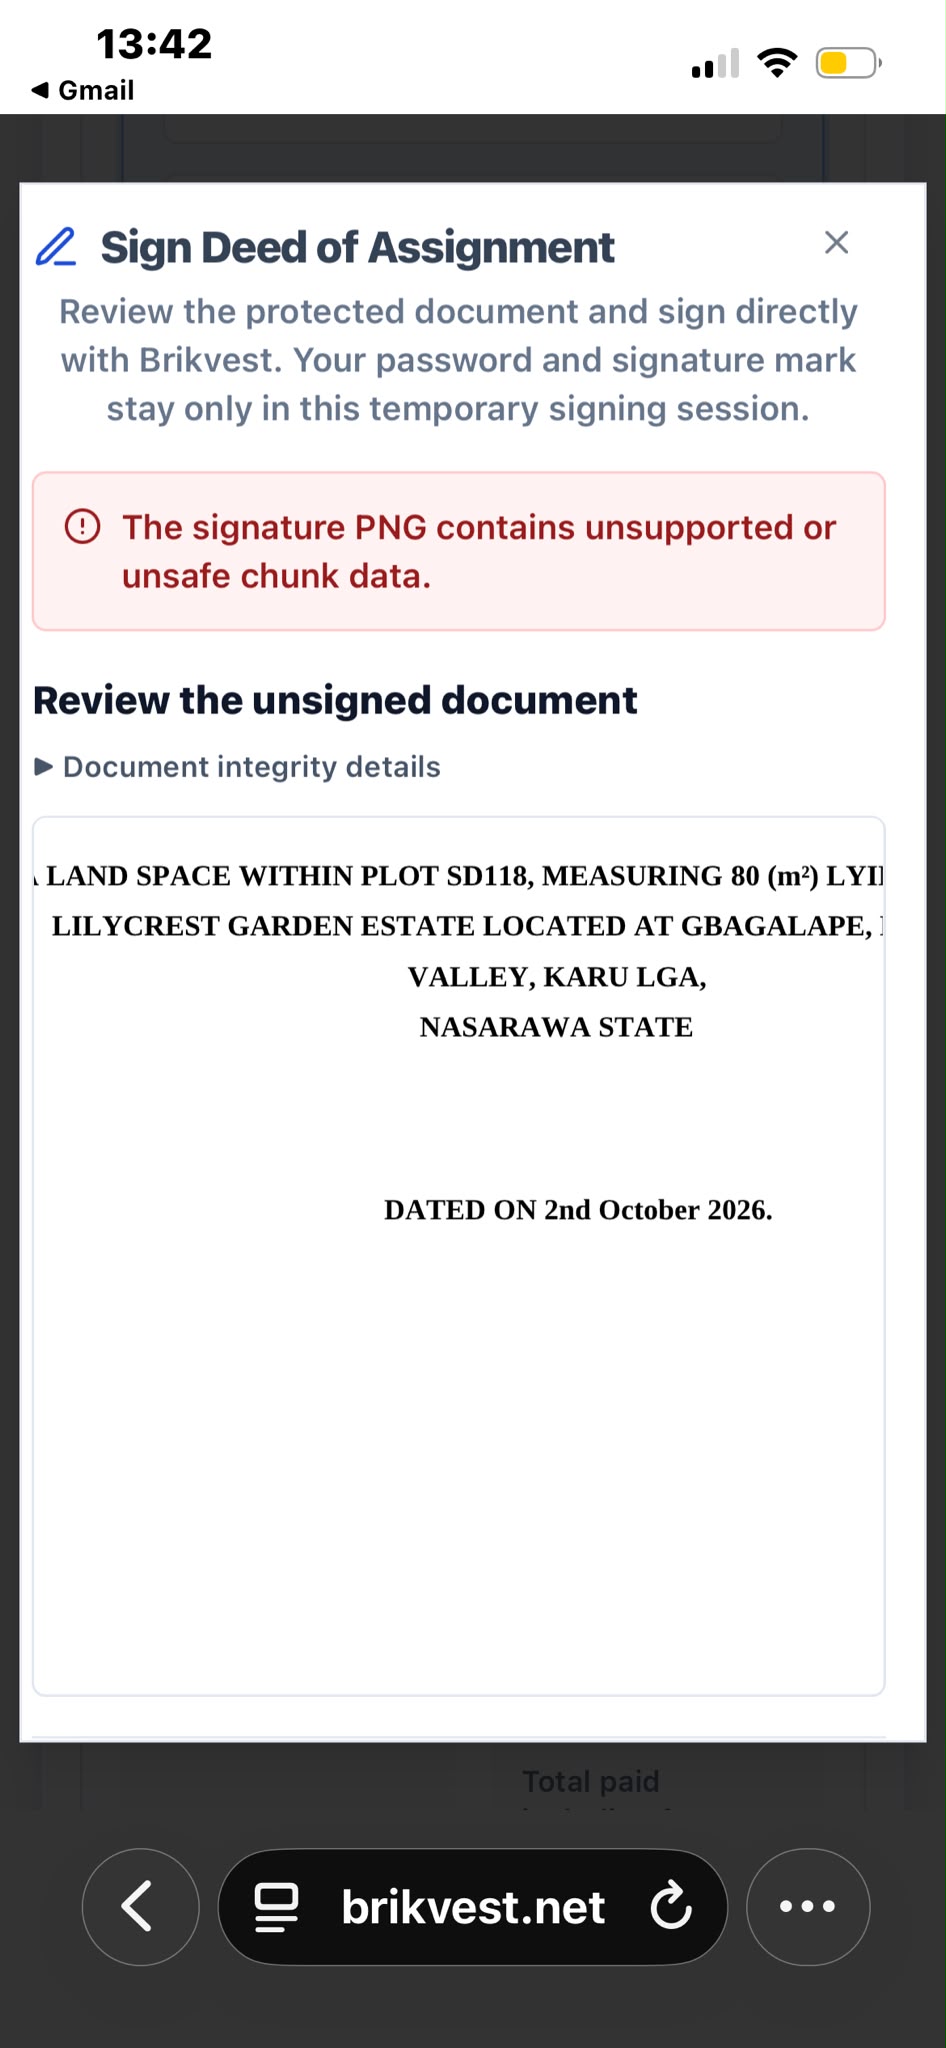 13:42
◀ Gmail
Sign Deed of Assignment
Review the protected document and sign directly
with Brikvest. Your password and signature mark
stay only in this temporary signing session.
The signature PNG contains unsupported or
unsafe chunk data.
Review the unsigned document
▶ Document integrity details
LAND SPACE WITHIN PLOT SD118, MEASURING 80 (m²)
LILYCREST GARDEN ESTATE LOCATED AT GBAGALAPE,
VALLEY, KARU LGA,
NASARAWA STATE
DATED ON 2nd October 2026.
Total paid
brikvest.net